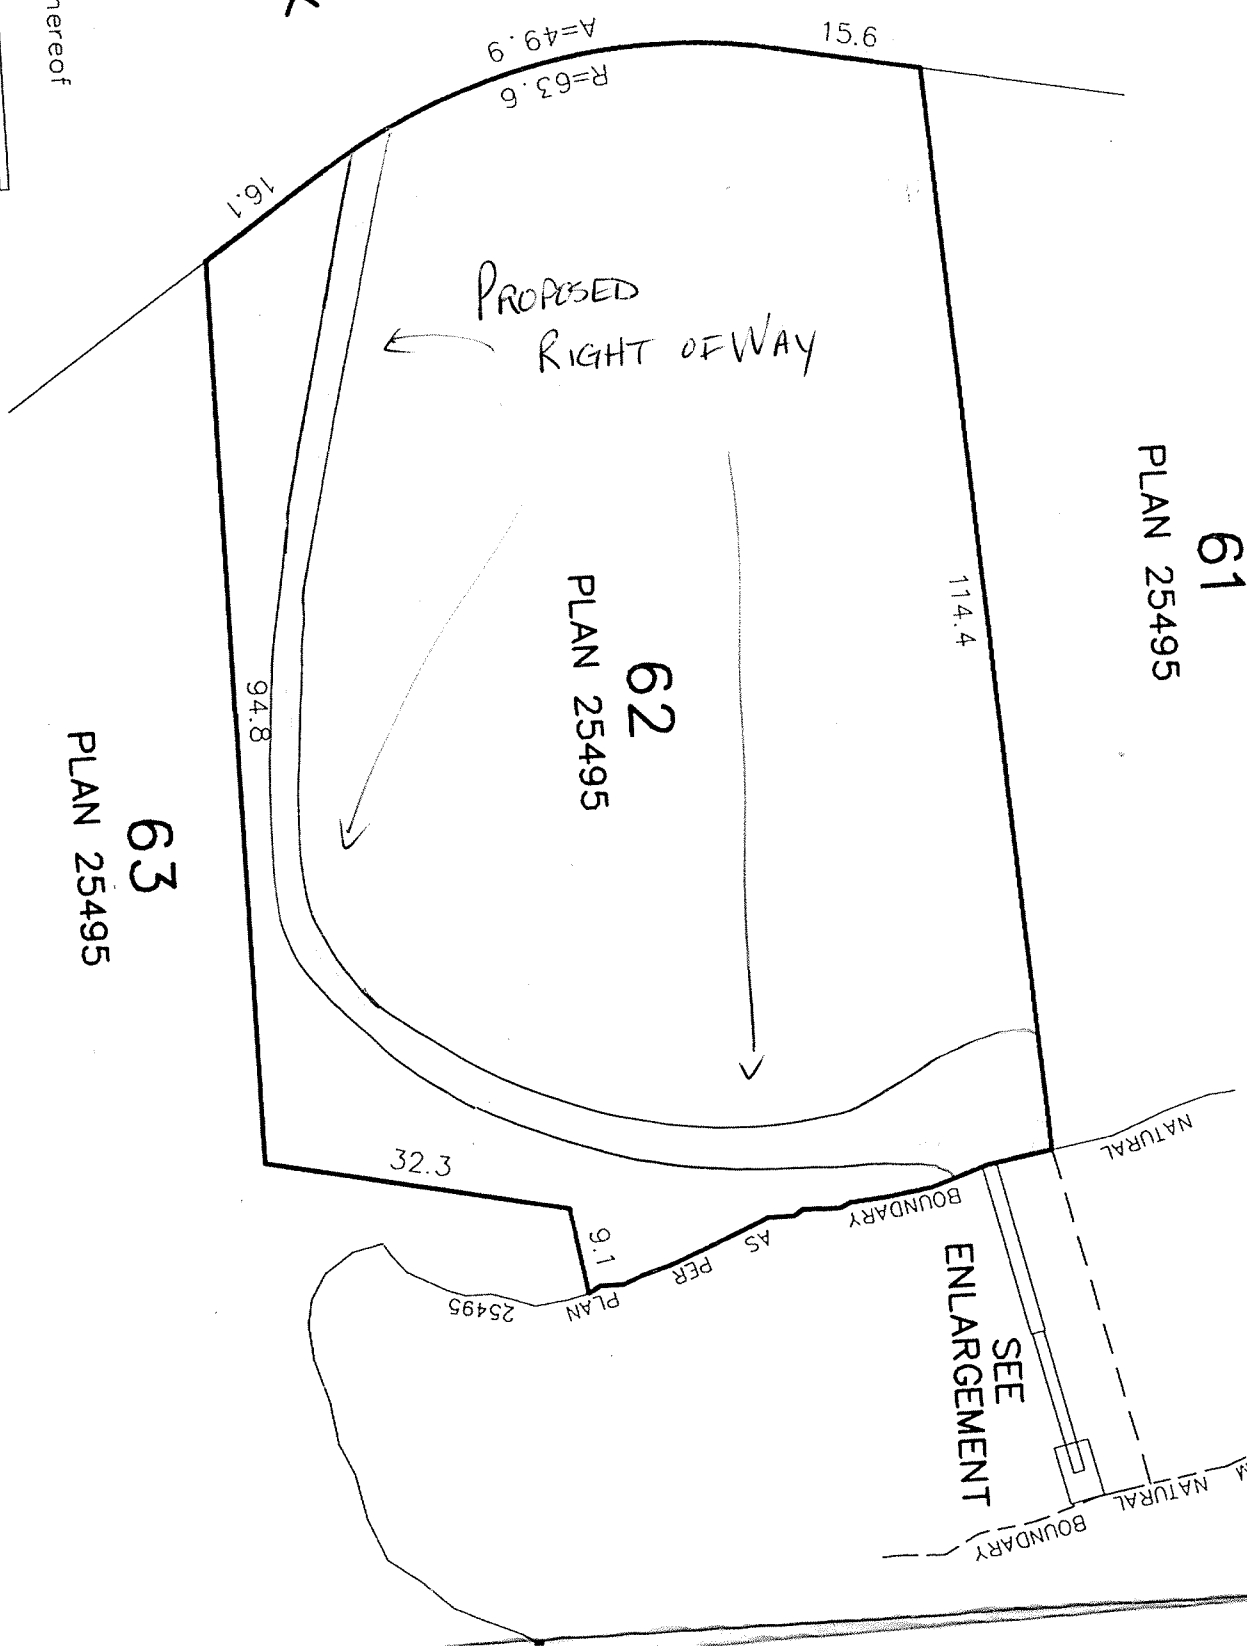 hereof
A=49.9
R=63.6
15.6
16.1
PROPOSED
RIGHT OF WAY
61
PLAN 25495
114.4
62
PLAN 25495
94.8
63
PLAN 25495
32.3
9.1
NATURAL
BOUNDARY
AS
PER
PLAN
25495
SEE
ENLARGEMENT
NATURAL
BOUNDARY